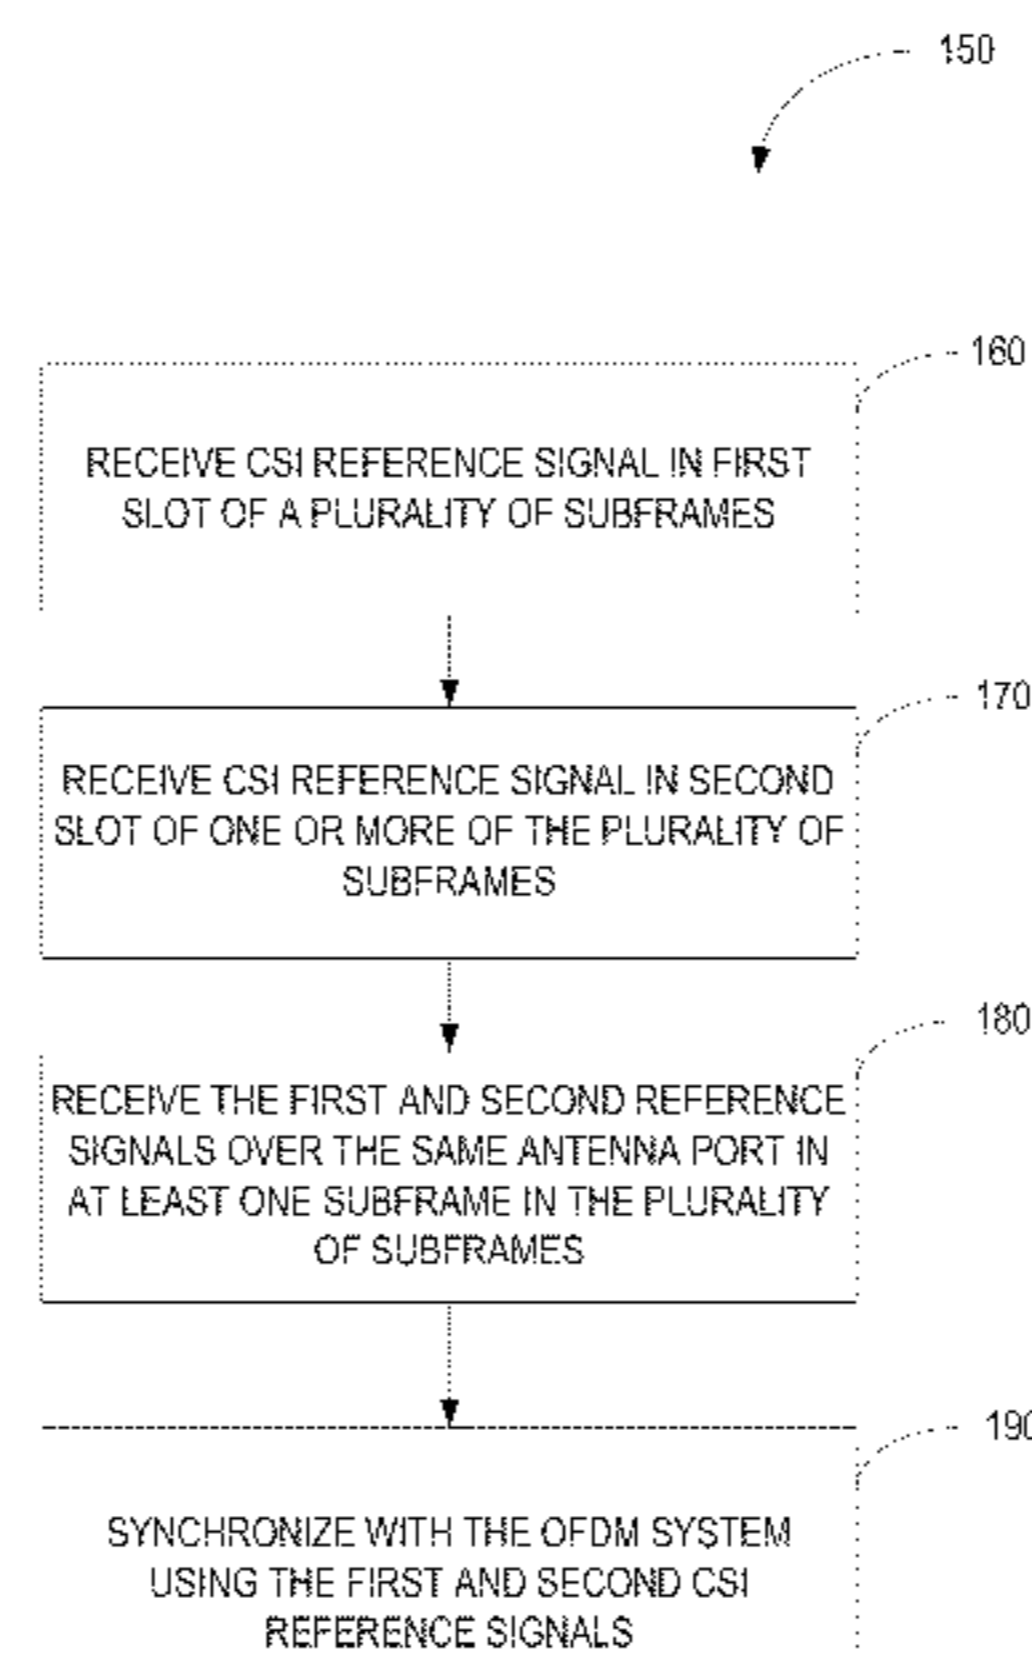 150
160
RECEIVE CSI REFERENCE SIGNAL IN FIRST
SLOT OF A PLURALITY OF SUBFRAMES
170
RECEIVE CSI REFERENCE SIGNAL IN SECOND
SLOT OF ONE OR MORE OF THE PLURALITY OF
SUBFRAMES
180
RECEIVE THE FIRST AND SECOND REFERENCE
SIGNALS OVER THE SAME ANTENNA PORT IN
AT LEAST ONE SUBFRAME IN THE PLURALITY
OF SUBFRAMES
190
SYNCHRONIZE WITH THE OFDM SYSTEM
USING THE FIRST AND SECOND CSI
REFERENCE SIGNALS